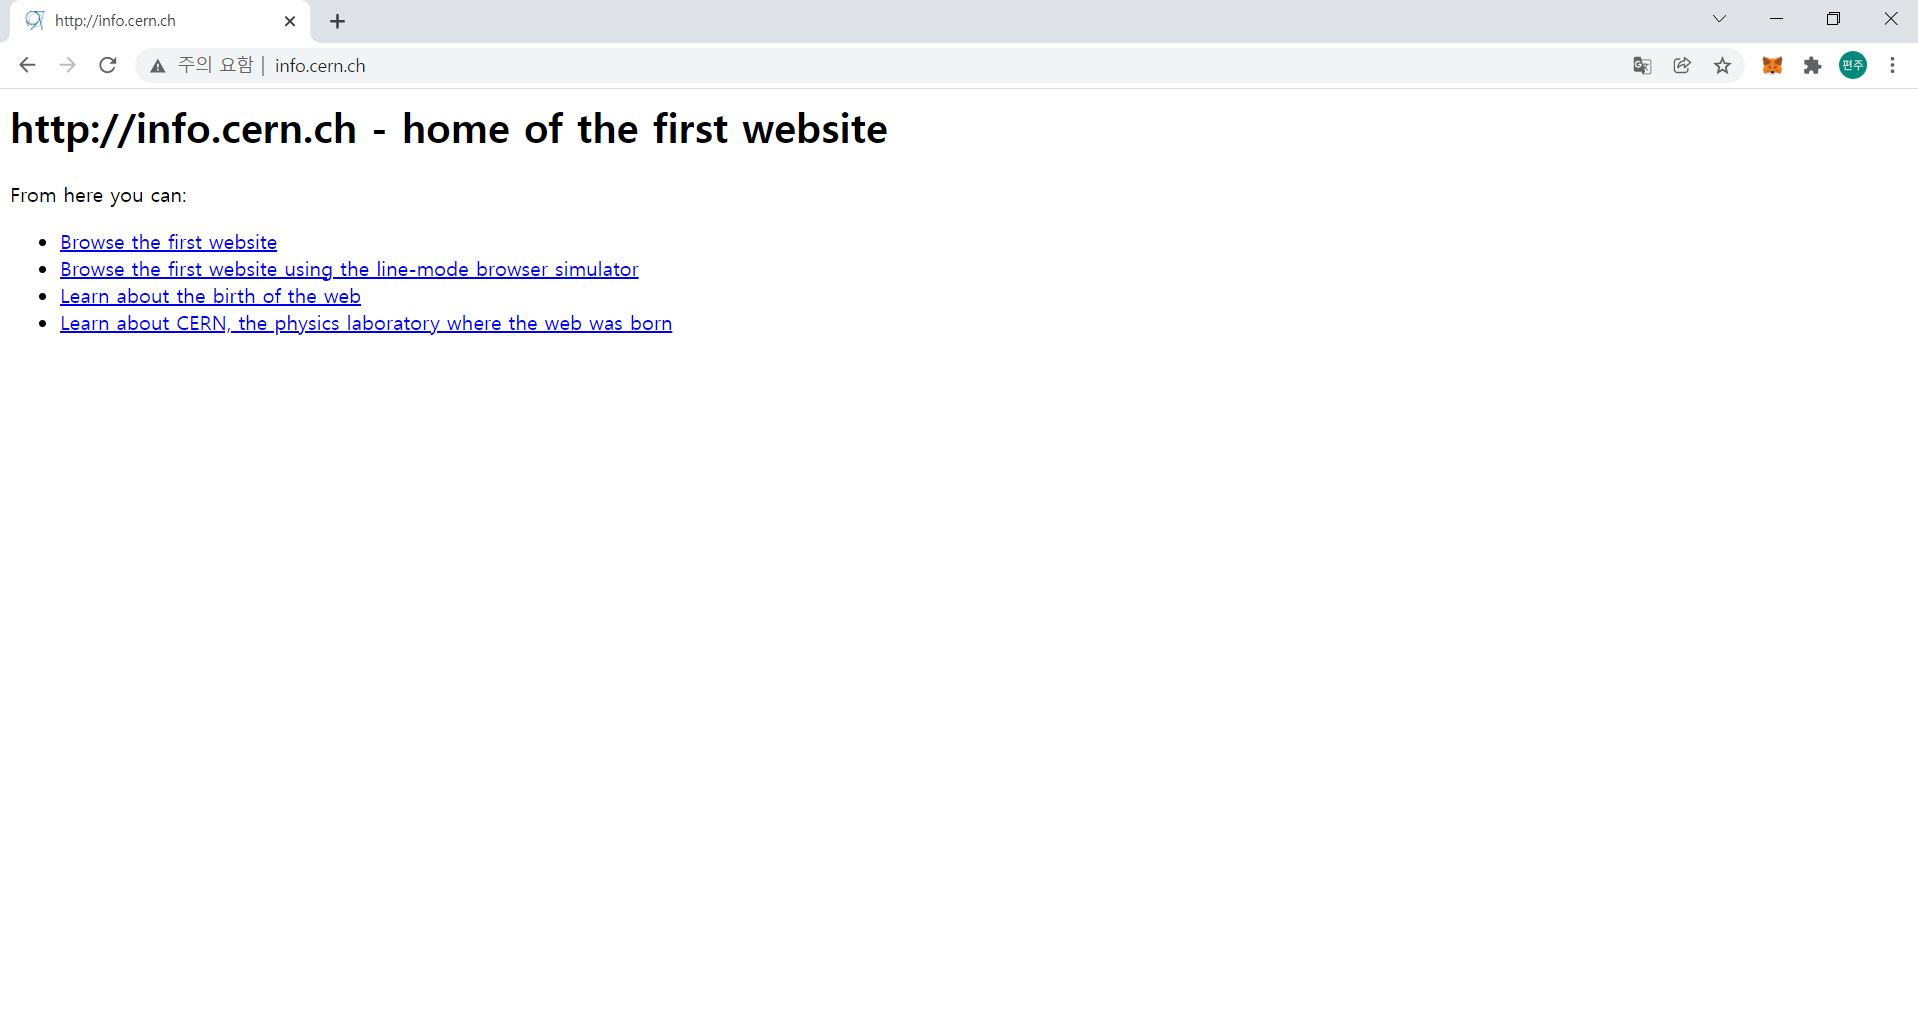 http://info.cern.ch
주의 요함 | info.cern.ch
편주
http://info.cern.ch - home of the first website
From here you can:
• Browse the first website
• Browse the first website using the line-mode browser simulator
• Learn about the birth of the web
• Learn about CERN, the physics laboratory where the web was born